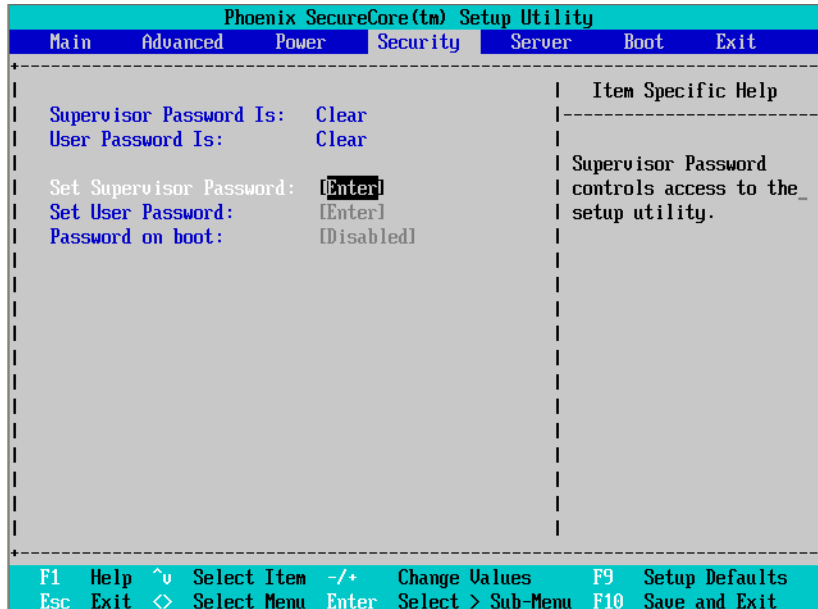 Phoenix SecureCore(tm) Setup Utility
Main Advanced Power Security Server Boot Exit
Item Specific Help
Supervisor Password Is: Clear
User Password Is: Clear
Supervisor Password
Set Supervisor Password: [Enter] controls access to the_
Set User Password: [Enter] setup utility.
Password on boot: [Disabled]
F1 Help ^v Select Item -/+ Change Values F9 Setup Defaults
Esc Exit <> Select Menu Enter Select > Sub-Menu F10 Save and Exit